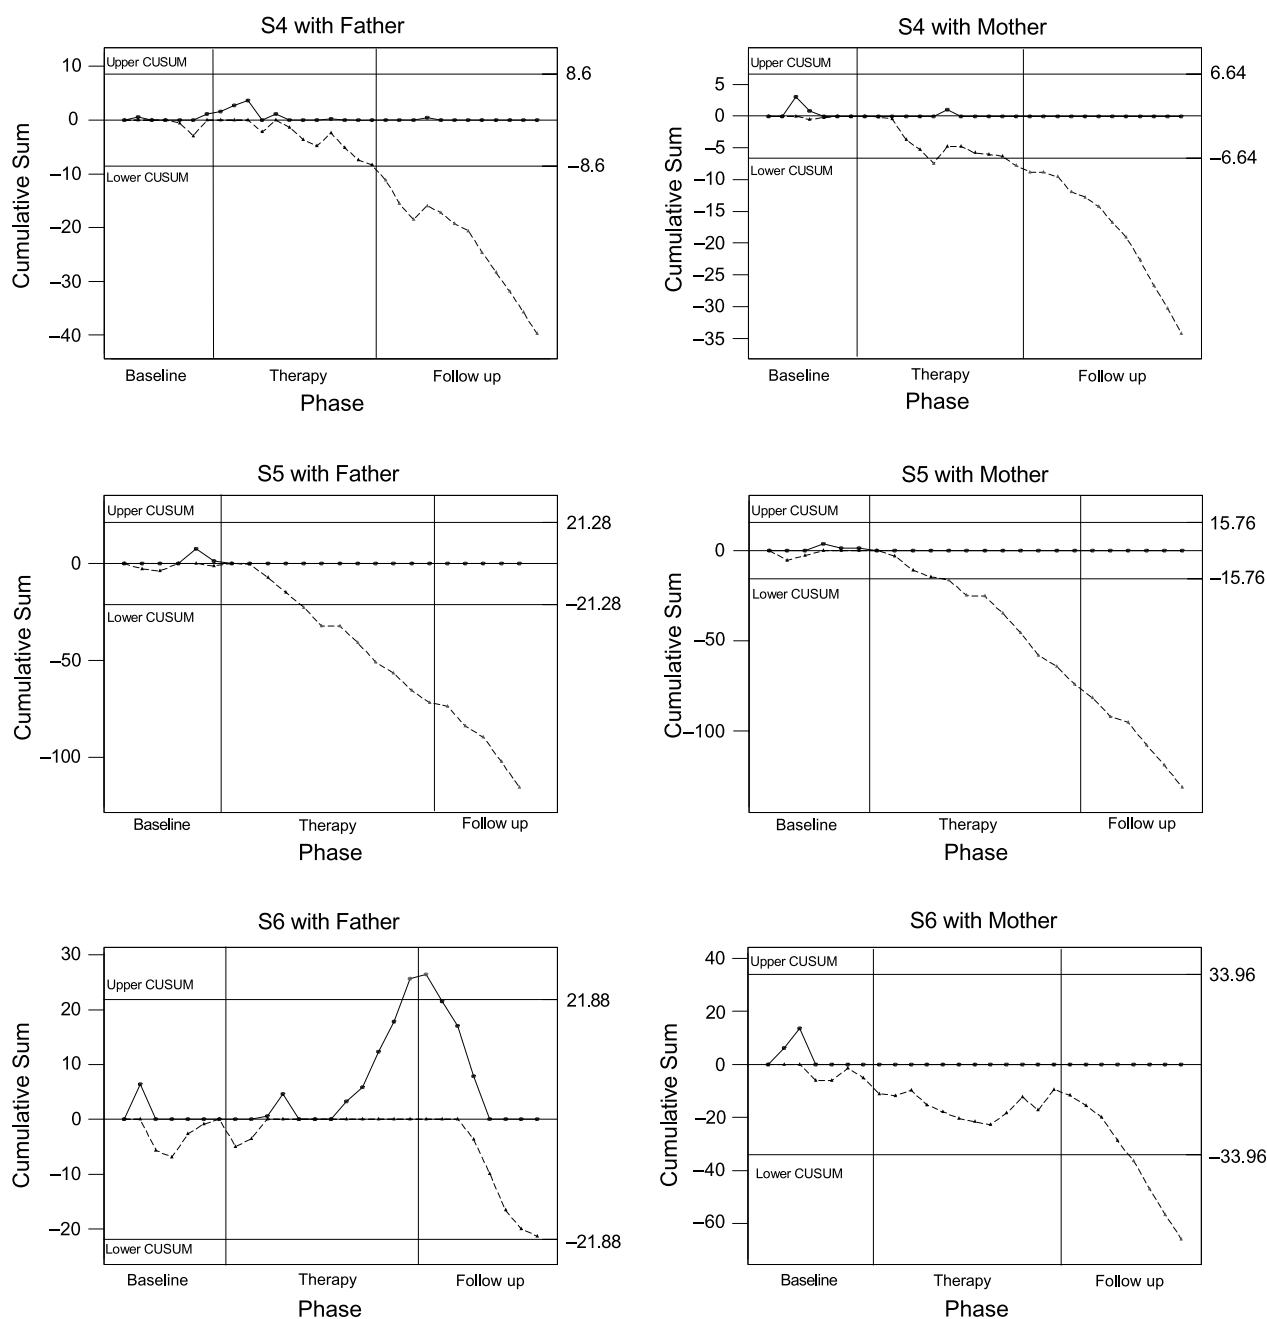 S4 with Father
Upper CUSUM
10
0
−10
−20
−30
−40
Cumulative Sum
8.6
−8.6
Lower CUSUM
Baseline Therapy Follow up
Phase
S4 with Mother
Upper CUSUM
5
0
−5
−10
−15
−20
−25
−30
−35
Cumulative Sum
6.64
−6.64
Lower CUSUM
Baseline Therapy Follow up
Phase
S5 with Father
Upper CUSUM
0
−50
−100
Cumulative Sum
21.28
−21.28
Lower CUSUM
Baseline Therapy Follow up
Phase
S5 with Mother
Upper CUSUM
0
−50
−100
Cumulative Sum
15.76
−15.76
Lower CUSUM
Baseline Therapy Follow up
Phase
S6 with Father
30
20
10
0
−10
−20
Cumulative Sum
Upper CUSUM
21.88
−21.88
Lower CUSUM
Baseline Therapy Follow up
Phase
S6 with Mother
40
20
0
−20
−40
−60
Cumulative Sum
Upper CUSUM
33.96
−33.96
Lower CUSUM
Baseline Therapy Follow up
Phase